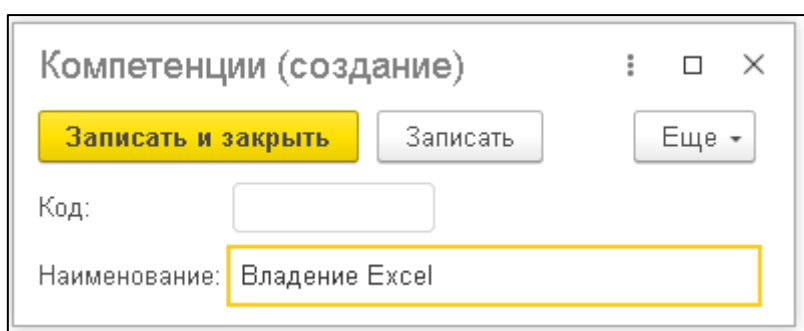 Компетенции (создание)
Записать и закрыть Записать Еще
Код:
Наименование: Владение Excel